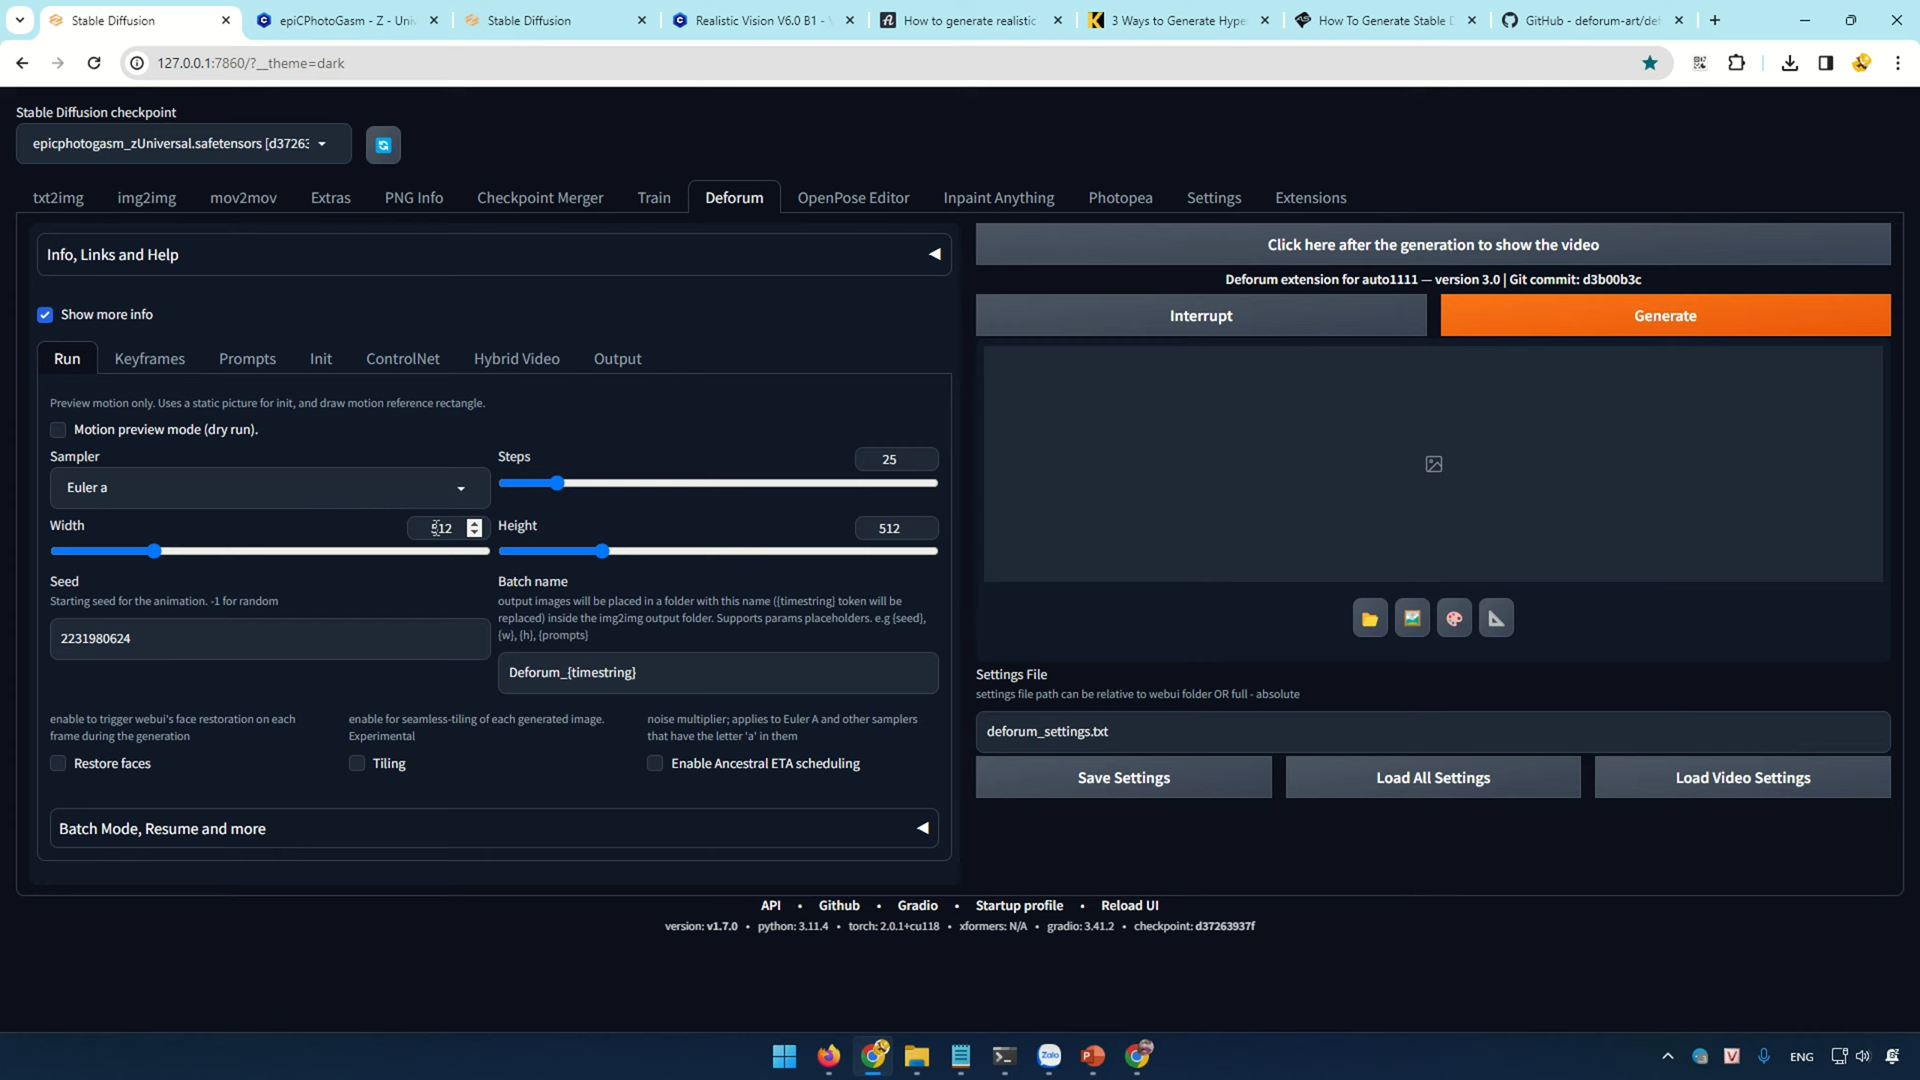 Stable Diffusion
epiCPhotoGasm - Z - Uni
Stable Diffusion
Realistic Vision V6.0 B1 -
How to generate realistic
3 Ways to Generate Hype
How To Generate Stable D
GitHub - deforum-art/def
127.0.0.1:7860/?__theme=dark
Stable Diffusion checkpoint
epicphotogasm_zUniversal.safetensors [d37263
txt2img
img2img
mov2mov
Extras
PNG Info
Checkpoint Merger
Train
Deforum
OpenPose Editor
Inpaint Anything
Photopea
Settings
Extensions
Info, Links and Help
Show more info
Run
Keyframes
Prompts
Init
ControlNet
Hybrid Video
Output
Preview motion only. Uses a static picture for init, and draw motion reference rectangle.
Motion preview mode (dry run).
Sampler
Euler a
Steps
25
Width
512
Height
512
Seed
Starting seed for the animation. -1 for random
2231980624
Batch name
output images will be placed in a folder with this name ({timestring} token will be
replaced) inside the img2img output folder. Supports params placeholders. e.g {seed},
{w}, {h}, {prompts}
Deforum_{timestring}
enable to trigger webui's face restoration on each
frame during the generation
Restore faces
enable for seamless-tiling of each generated image.
Experimental
Tiling
noise multiplier; applies to Euler A and other samplers
that have the letter 'a' in them
Enable Ancestral ETA scheduling
Batch Mode, Resume and more
Click here after the generation to show the video
Deforum extension for auto1111 — version 3.0 | Git commit: d3b00b3c
Interrupt
Generate
Settings File
settings file path can be relative to webui folder OR full - absolute
deforum_settings.txt
Save Settings
Load All Settings
Load Video Settings
API • Github • Gradio • Startup profile • Reload UI
version: v1.7.0 • python: 3.11.4 • torch: 2.0.1+cu118 • xformers: N/A • gradio: 3.41.2 • checkpoint: d37263937f
Zalo
V
ENG